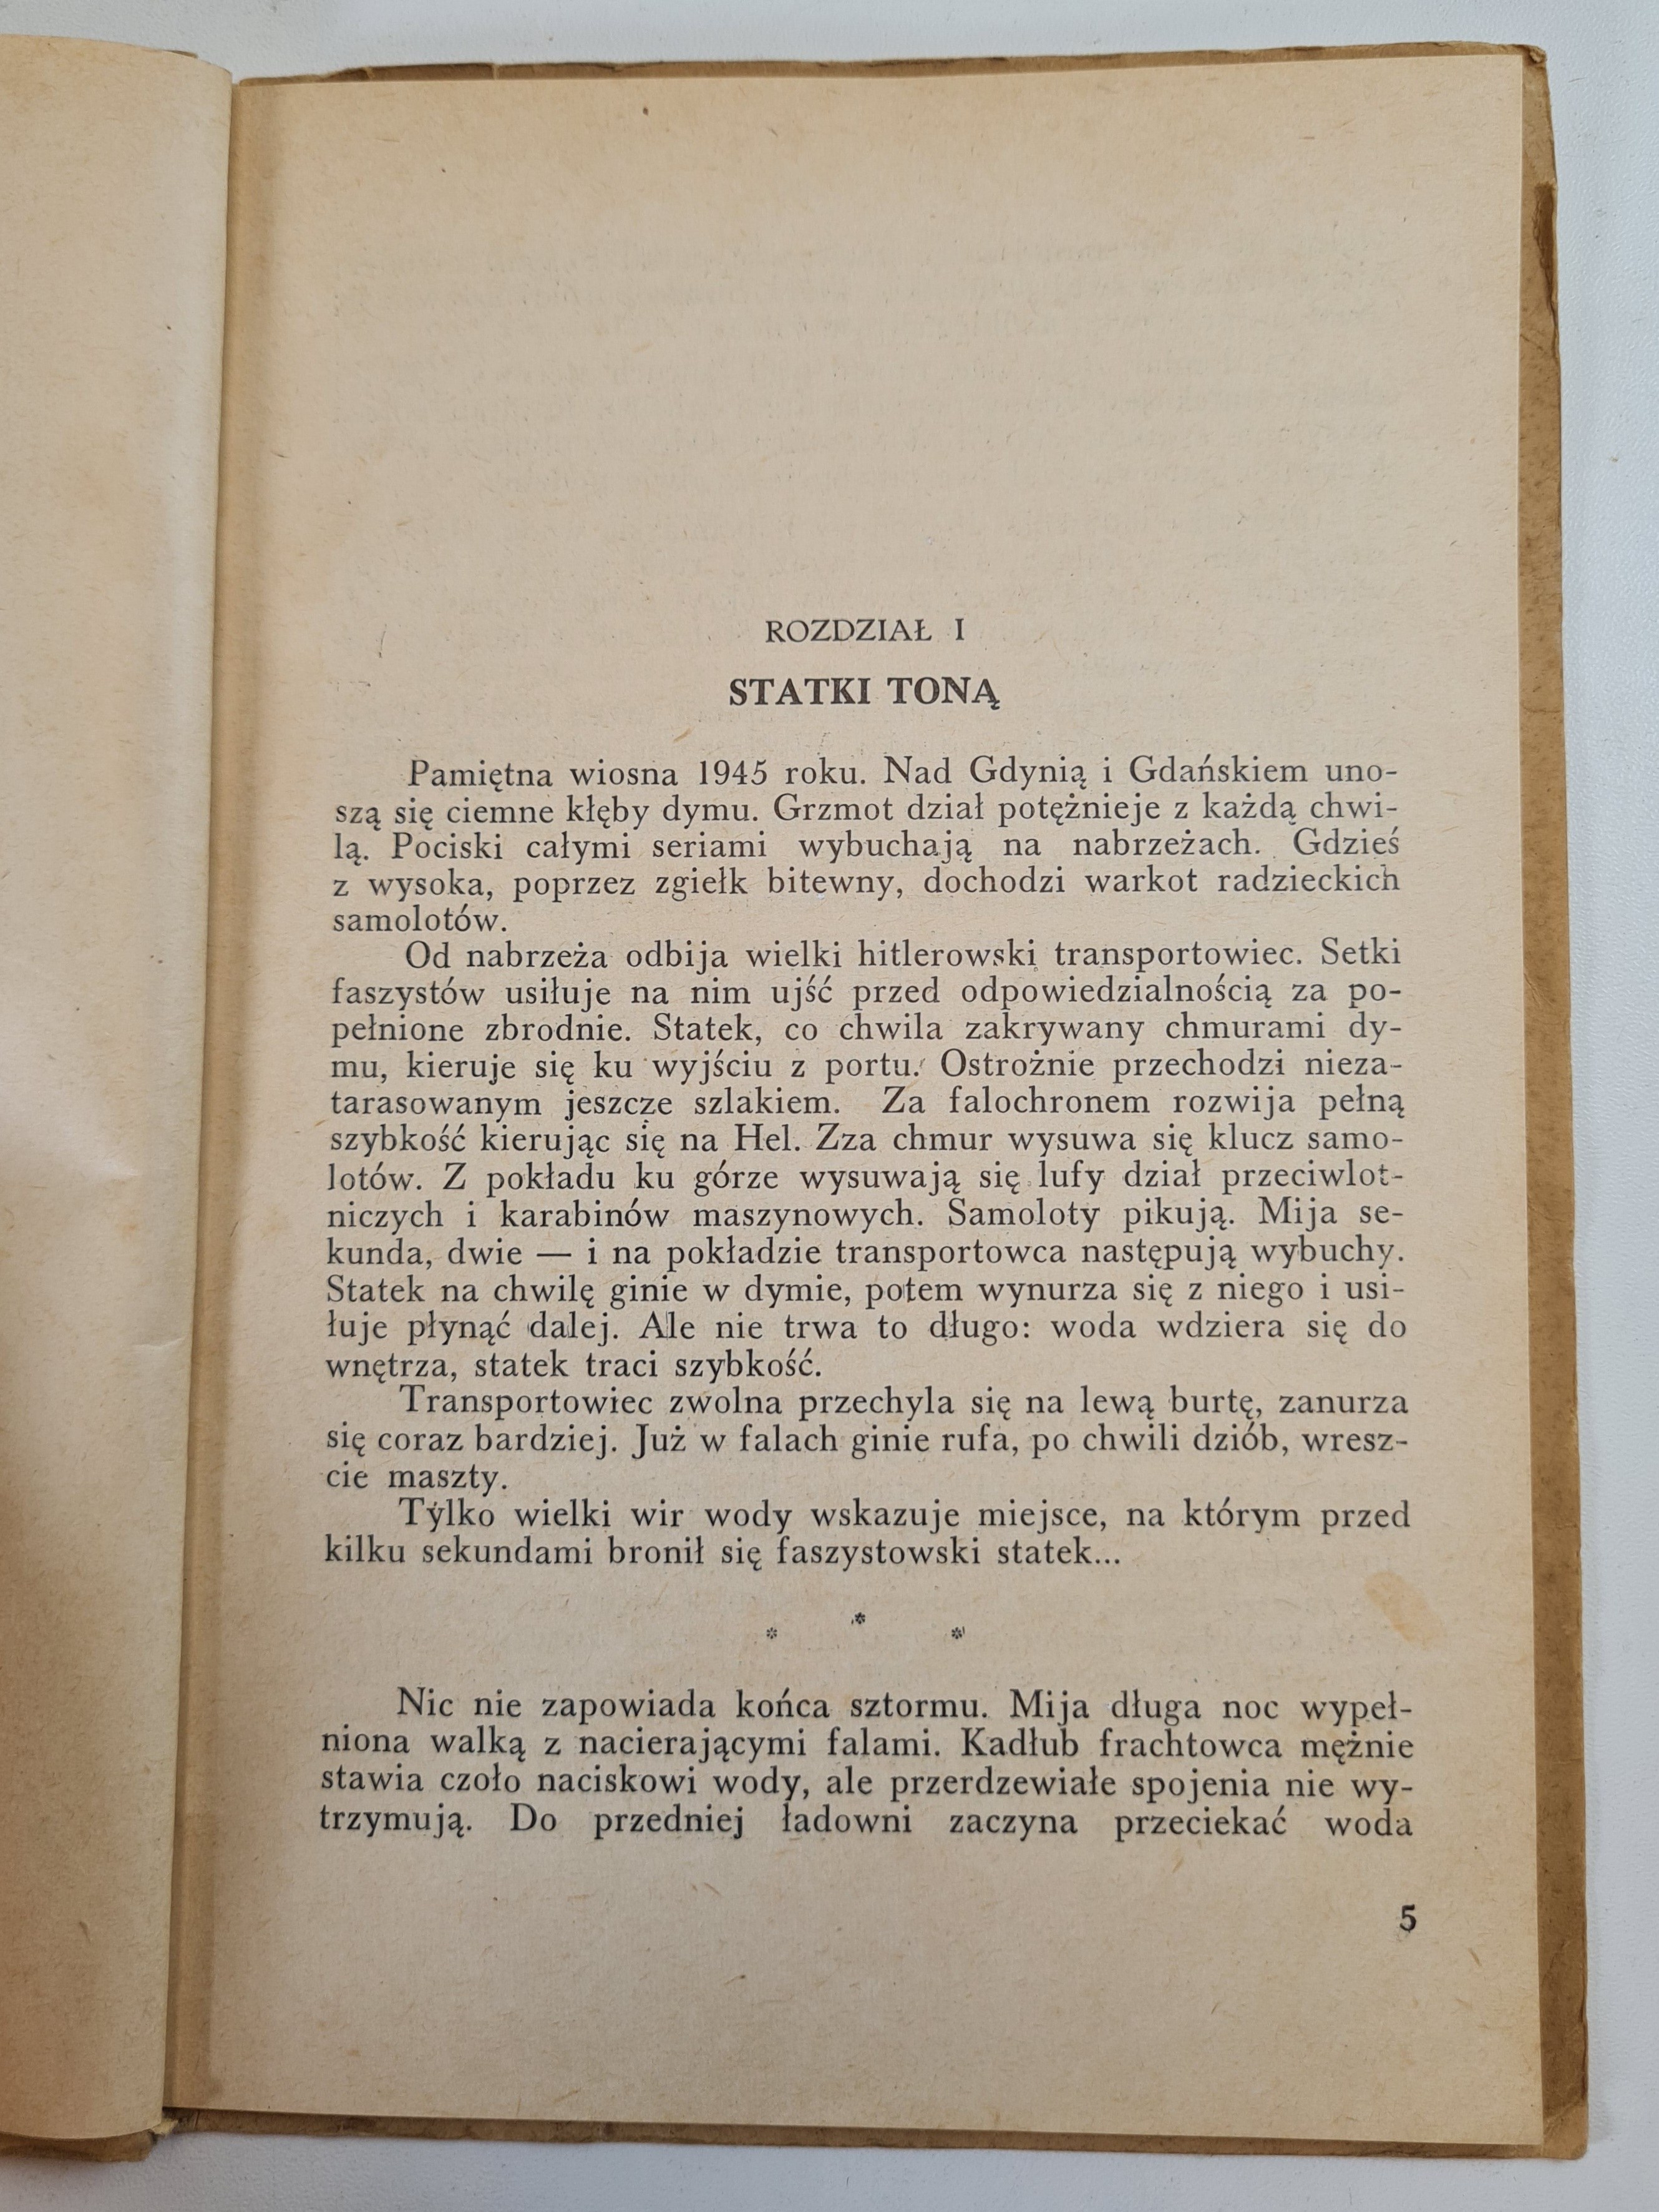 ROZDZIAŁ I
STATKI TONĄ
Pamiętna wiosna 1945 roku. Nad Gdynią i Gdańskiem uno-
szą się ciemne kłęby dymu. Grzmot dział potężnieje z każdą chwi-
lą. Pociski całymi seriami wybuchają na nabrzeżach. Gdzieś
z wysoka, poprzez zgiełk bitewny, dochodzi warkot radzieckich
samolotów.
Od nabrzeża odbija wielki hitlerowski transportowiec. Setki
faszystów usiłuje na nim ujść przed odpowiedzialnością za po-
pełnione zbrodnie. Statek, co chwila zakrywany chmurami dy-
mu, kieruje się ku wyjściu z portu. Ostrożnie przechodzi nieza-
tarasowanym jeszcze szlakiem. Za falochronem rozwija pełną
szybkość kierując się na Hel. Zza chmur wysuwa się klucz samo-
lotów. Z pokładu ku górze wysuwają się lufy dział przeciwlot-
niczych i karabinów maszynowych. Samoloty pikują. Mija se-
kunda, dwie — i na pokładzie transportowca następują wybuchy.
Statek na chwilę ginie w dymie, potem wynurza się z niego i usi-
łuje płynąć dalej. Ale nie trwa to długo: woda wdziera się do
wnętrza, statek traci szybkość.
Transportowiec zwolna przechyla się na lewą burtę, zanurza
się coraz bardziej. Już w falach ginie rufa, po chwili dziób, wresz-
cie maszty.
Tylko wielki wir wody wskazuje miejsce, na którym przed
kilku sekundami bronił się faszystowski statek...
* * *
Nic nie zapowiada końca sztormu. Mija długa noc wypeł-
niona walką z nacierającymi falami. Kadłub frachtowca mężnie
stawia czoło naciskowi wody, ale przerdzewiałe spojenia nie wy-
trzymują. Do przedniej ładowni zaczyna przeciekać woda
5